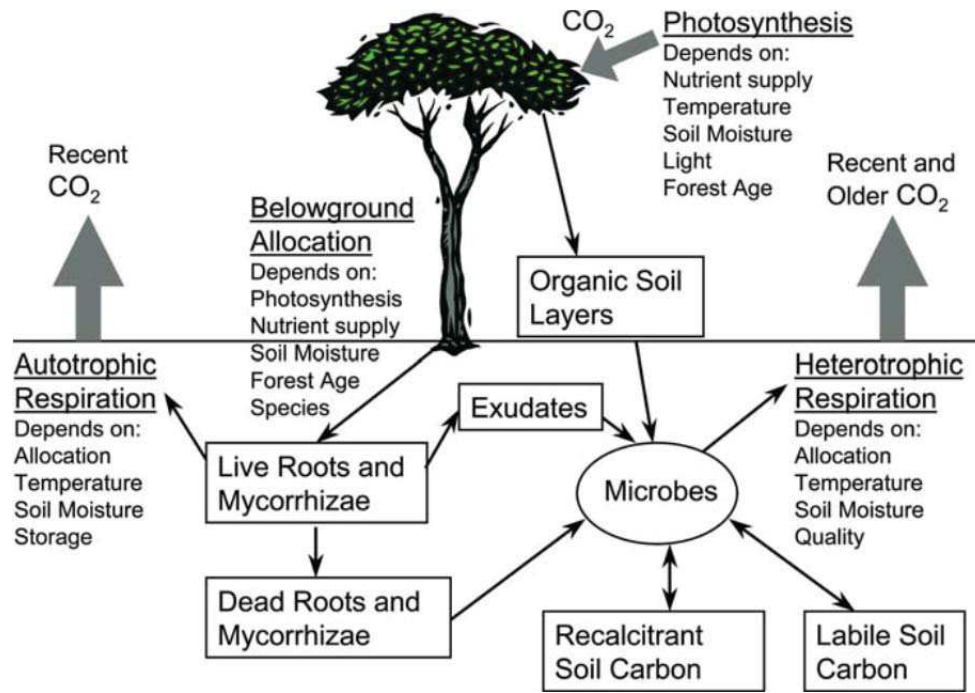 CO₂
Photosynthesis
Depends on:
Nutrient supply
Temperature
Soil Moisture
Light
Forest Age
Recent
CO₂
Recent and
Older CO₂
Belowground
Allocation
Depends on:
Photosynthesis
Nutrient supply
Soil Moisture
Forest Age
Species
Organic Soil
Layers
Autotrophic
Respiration
Depends on:
Allocation
Temperature
Soil Moisture
Storage
Exudates
Heterotrophic
Respiration
Depends on:
Allocation
Temperature
Soil Moisture
Quality
Live Roots and
Mycorrhizae
Microbes
Dead Roots and
Mycorrhizae
Recalcitrant
Soil Carbon
Labile Soil
Carbon